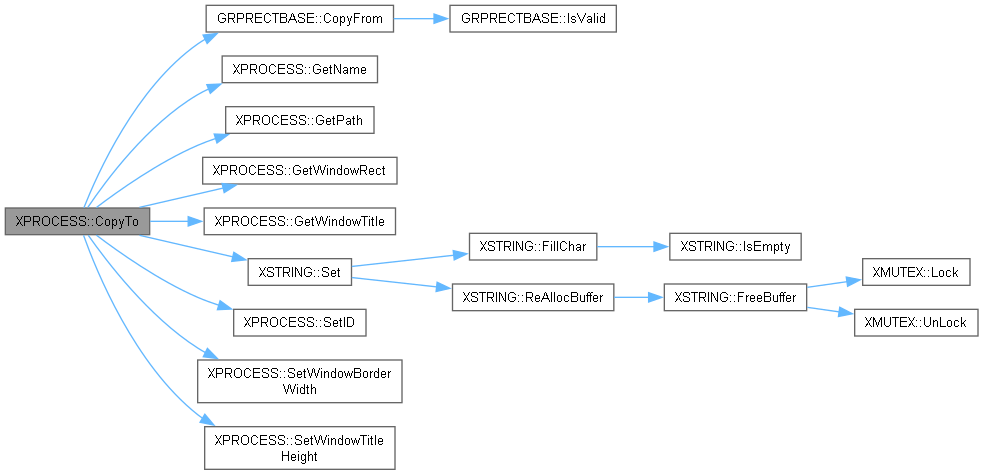 GRPRECTBASE::CopyFrom
GRPRECTBASE::IsValid
XPROCESS::GetName
XPROCESS::GetPath
XPROCESS::GetWindowRect
XPROCESS::CopyTo
XPROCESS::GetWindowTitle
XSTRING::Set
XSTRING::FillChar
XSTRING::IsEmpty
XSTRING::ReAllocBuffer
XSTRING::FreeBuffer
XMUTEX::Lock
XMUTEX::UnLock
XPROCESS::SetID
XPROCESS::SetWindowBorder
Width
XPROCESS::SetWindowTitle
Height